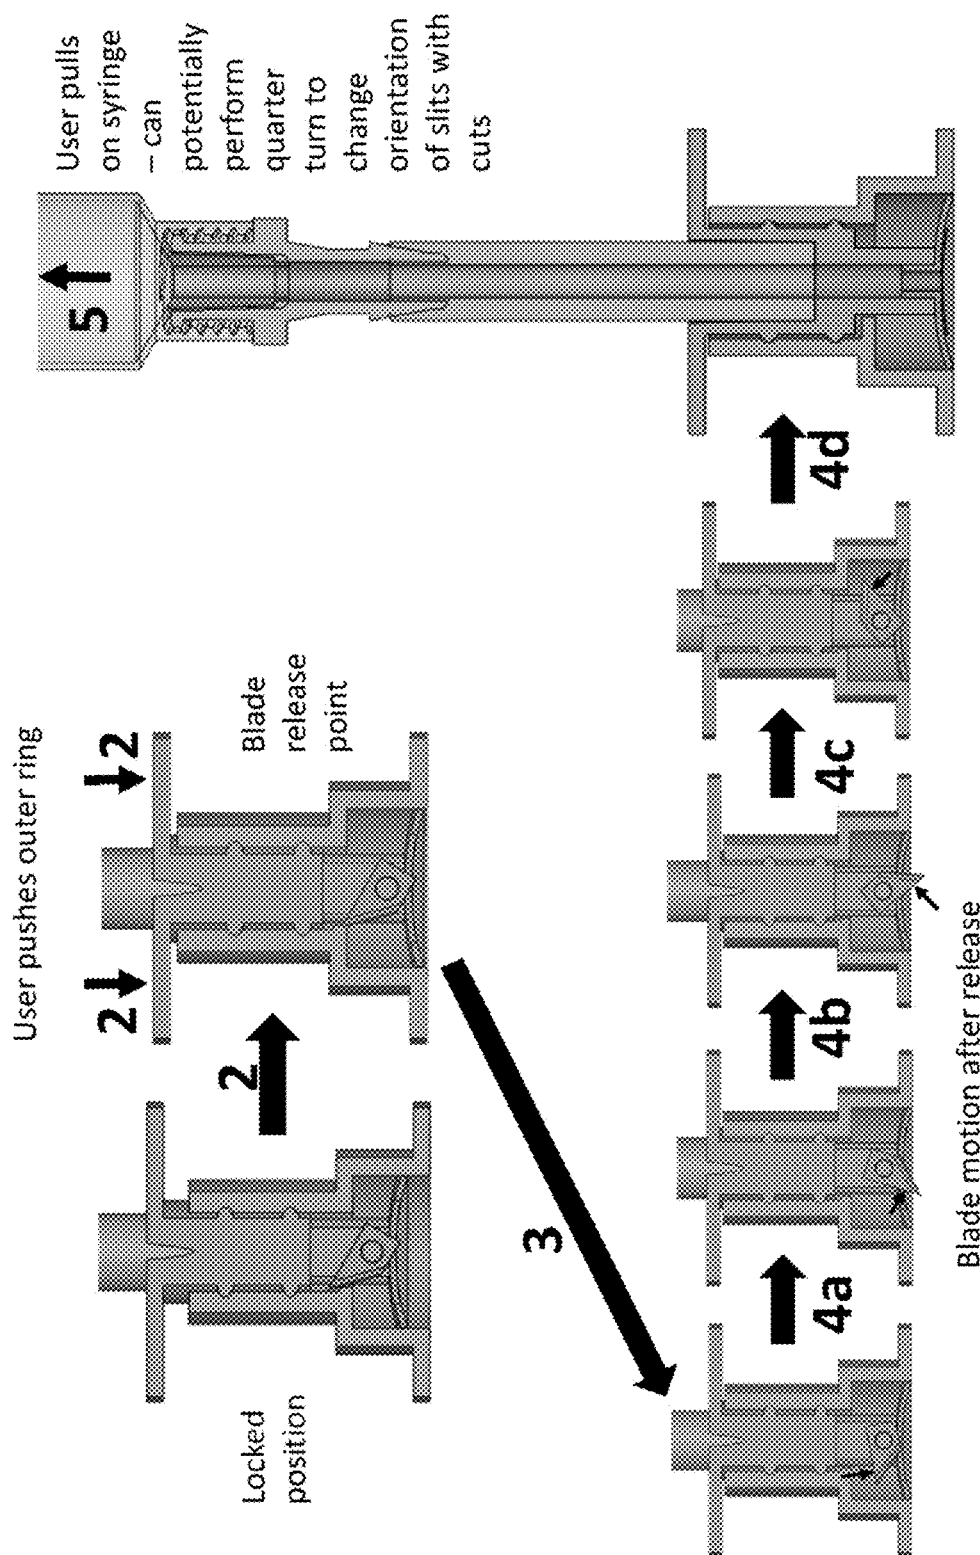 User pushes outer ring
2
2
2
Locked
position
Blade
release
point
3
4a
4b
4c
4d
Blade motion after release
5
User pulls
on syringe
– can
potentially
perform
quarter
turn to
change
orientation
of slits with
cuts